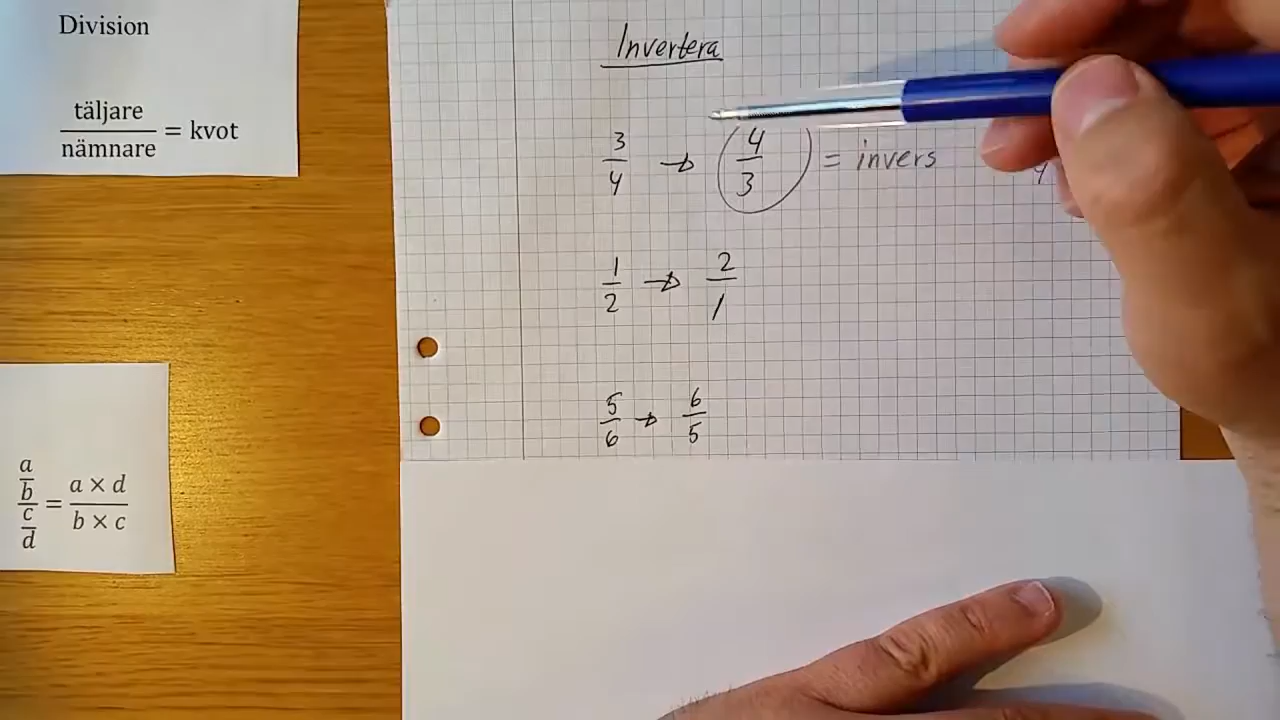 Division
täljare
nämnare
= kvot
a
b
c
d
=
a × d
b × c
Invertera
3
4
→
4
3
= invers
1
2
→
2
1
5
6
→
6
5